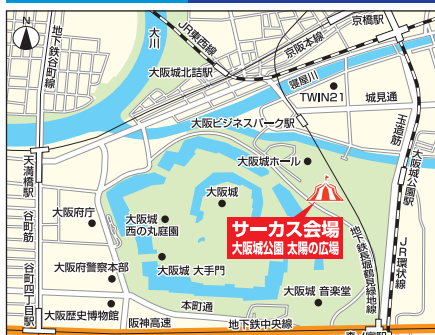 N
地下鉄谷町線
大川
JR東西線
京橋駅
京阪本線
大阪城北詰駅
寝屋川
TWIN21
城見通
大阪ビジネスパーク駅
玉造筋
大阪城公園駅
天満橋駅
大阪城ホール
大阪城
大阪府庁
大阪城
西の丸庭園
サーカス会場
大阪城公園 太陽の広場
谷町筋
大阪城 大手門
大阪府警察本部
地下鉄長堀鶴見緑地線
JR環状線
谷町四丁目駅
本町通
大阪城 音楽堂
大阪歴史博物館
阪神高速
地下鉄中央線